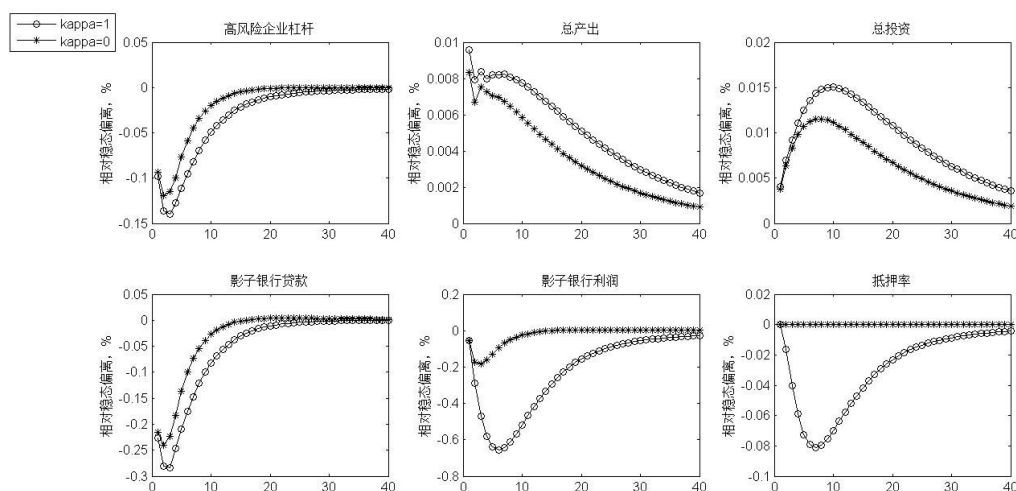 kappa=1
kappa=0
高风险企业杠杆
总产出
总投资
相对稳态偏离，%
0.05
0
-0.05
-0.1
-0.15
0 10 20 30 40
相对稳态偏离，%
0.01
0.008
0.006
0.004
0.002
0
0 10 20 30 40
相对稳态偏离，%
0.02
0.015
0.01
0.005
0
0 10 20 30 40
影子银行贷款
影子银行利润
抵押率
相对稳态偏离，%
0.05
0
-0.05
-0.1
-0.15
-0.2
-0.25
-0.3
0 10 20 30 40
相对稳态偏离，%
0.2
0
-0.2
-0.4
-0.6
-0.8
0 10 20 30 40
相对稳态偏离，%
0.02
0
-0.02
-0.04
-0.06
-0.08
-0.1
0 10 20 30 40